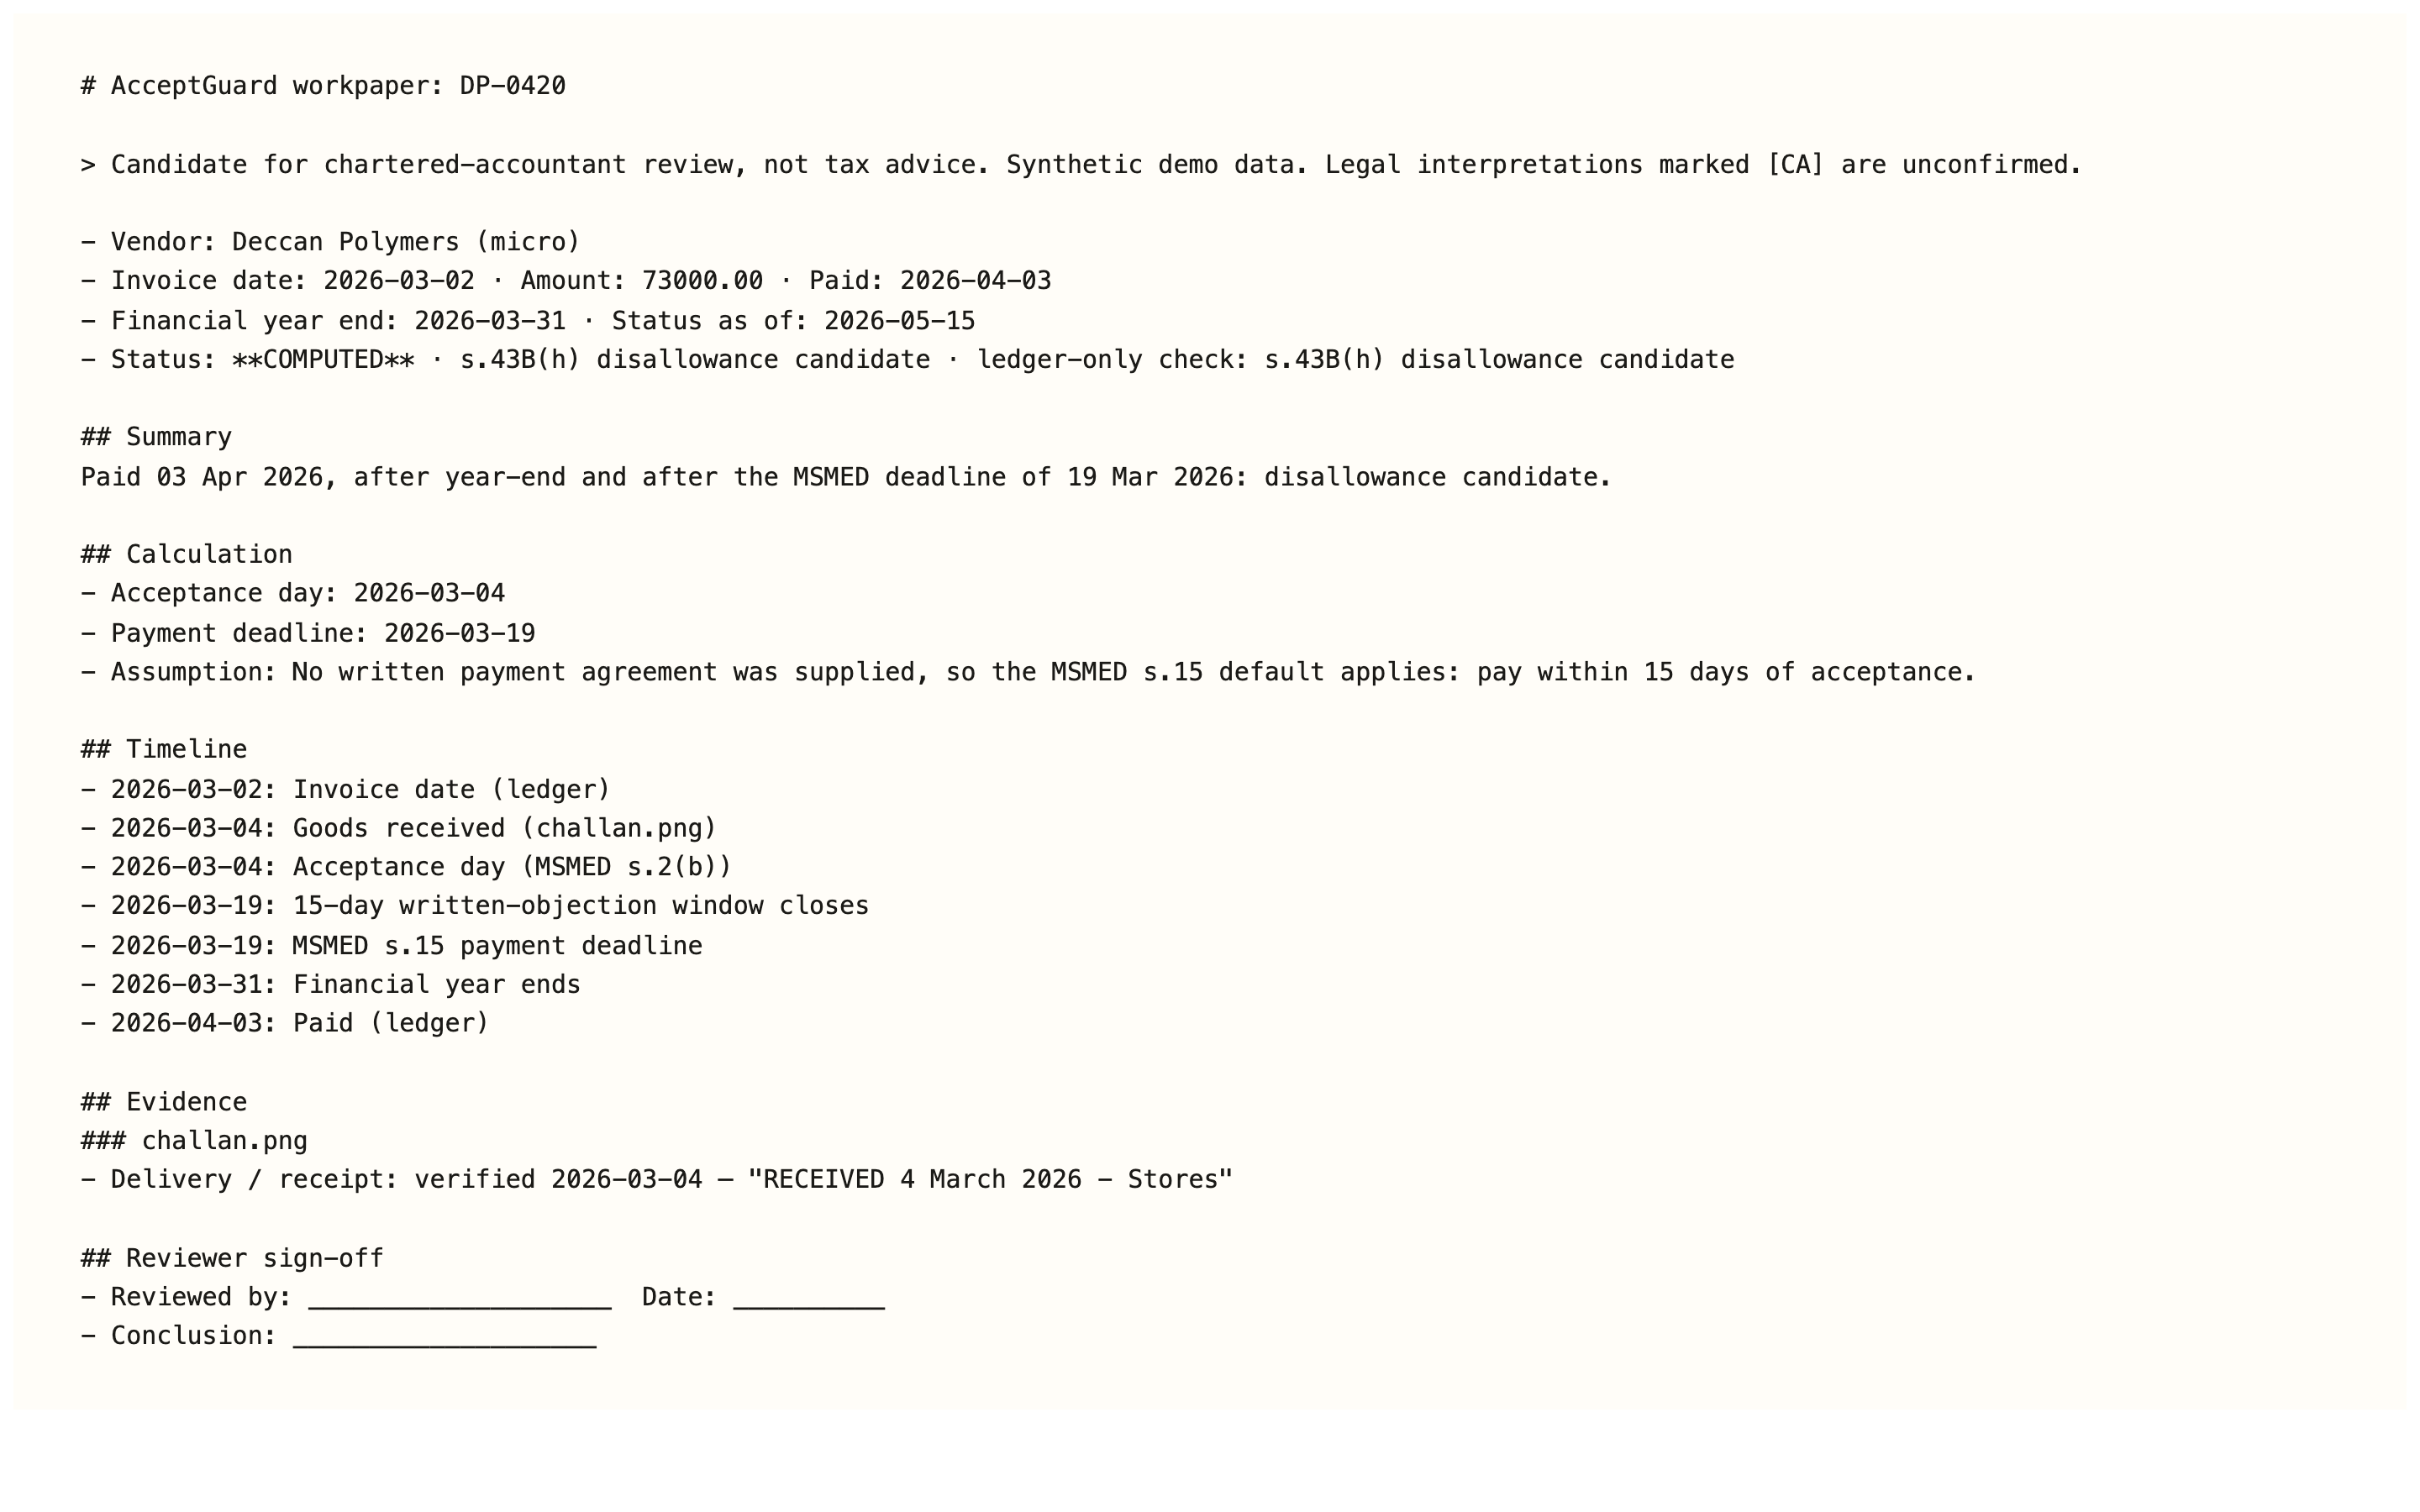 # AcceptGuard workpaper: DP-0420
> Candidate for chartered-accountant review, not tax advice. Synthetic demo data. Legal interpretations marked [CA] are unconfirmed.
- Vendor: Deccan Polymers (micro)
- Invoice date: 2026-03-02 · Amount: 73000.00 · Paid: 2026-04-03
- Financial year end: 2026-03-31 · Status as of: 2026-05-15
- Status: **COMPUTED** · s.43B(h) disallowance candidate · ledger-only check: s.43B(h) disallowance candidate
## Summary
Paid 03 Apr 2026, after year-end and after the MSMED deadline of 19 Mar 2026: disallowance candidate.
## Calculation
- Acceptance day: 2026-03-04
- Payment deadline: 2026-03-19
- Assumption: No written payment agreement was supplied, so the MSMED s.15 default applies: pay within 15 days of acceptance.
## Timeline
- 2026-03-02: Invoice date (ledger)
- 2026-03-04: Goods received (challan.png)
- 2026-03-04: Acceptance day (MSMED s.2(b))
- 2026-03-19: 15-day written-objection window closes
- 2026-03-19: MSMED s.15 payment deadline
- 2026-03-31: Financial year ends
- 2026-04-03: Paid (ledger)
## Evidence
### challan.png
- Delivery / receipt: verified 2026-03-04 — "RECEIVED 4 March 2026 - Stores"
## Reviewer sign-off
- Reviewed by: ____________________  Date: __________
- Conclusion: ____________________